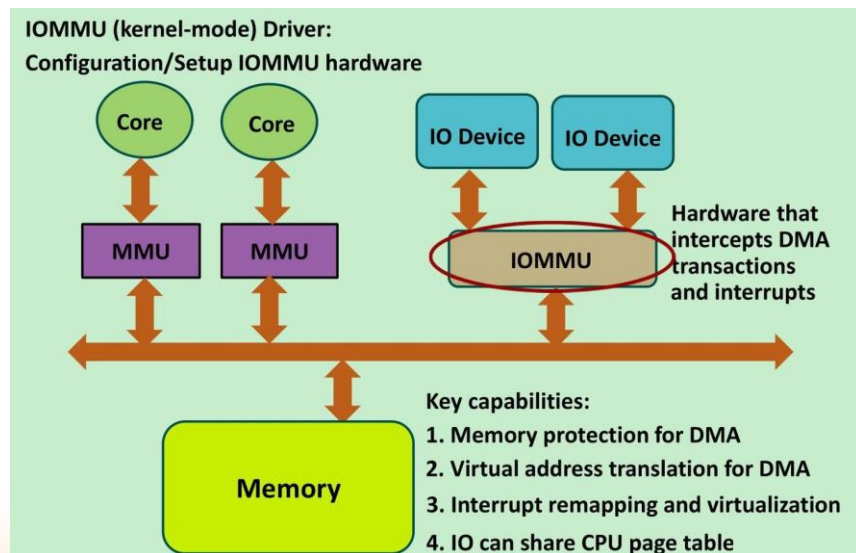 IOMMU (kernel-mode) Driver:
Configuration/Setup IOMMU hardware
Core
Core
IO Device
IO Device
MMU
MMU
IOMMU
Hardware that
intercepts DMA
transactions
and interrupts
Memory
Key capabilities:
1. Memory protection for DMA
2. Virtual address translation for DMA
3. Interrupt remapping and virtualization
4. IO can share CPU page table